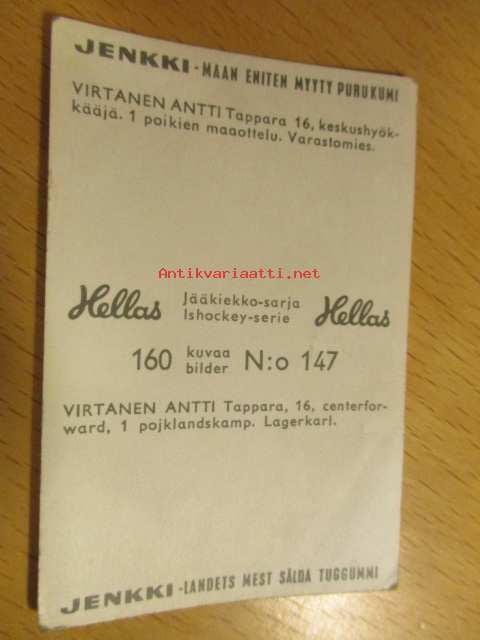 JENKKI - MAAN ENITEN MYYTY PURUKUMI
VIRTANEN ANTTI Tappara 16, keskushyök-
kääjä. 1 poikien maaottelu. Varastomies.
Antikvariaatti.net
Hellas Jääkiekko-sarja Hellas
Ishockey-serie
160 kuvaa N:o 147
bilder
VIRTANEN ANTTI Tappara, 16, centerfor-
ward, 1 pojklandskamp. Lagerkarl.
JENKKI - LANDETS MEST SÅLDA TUGGUMMI